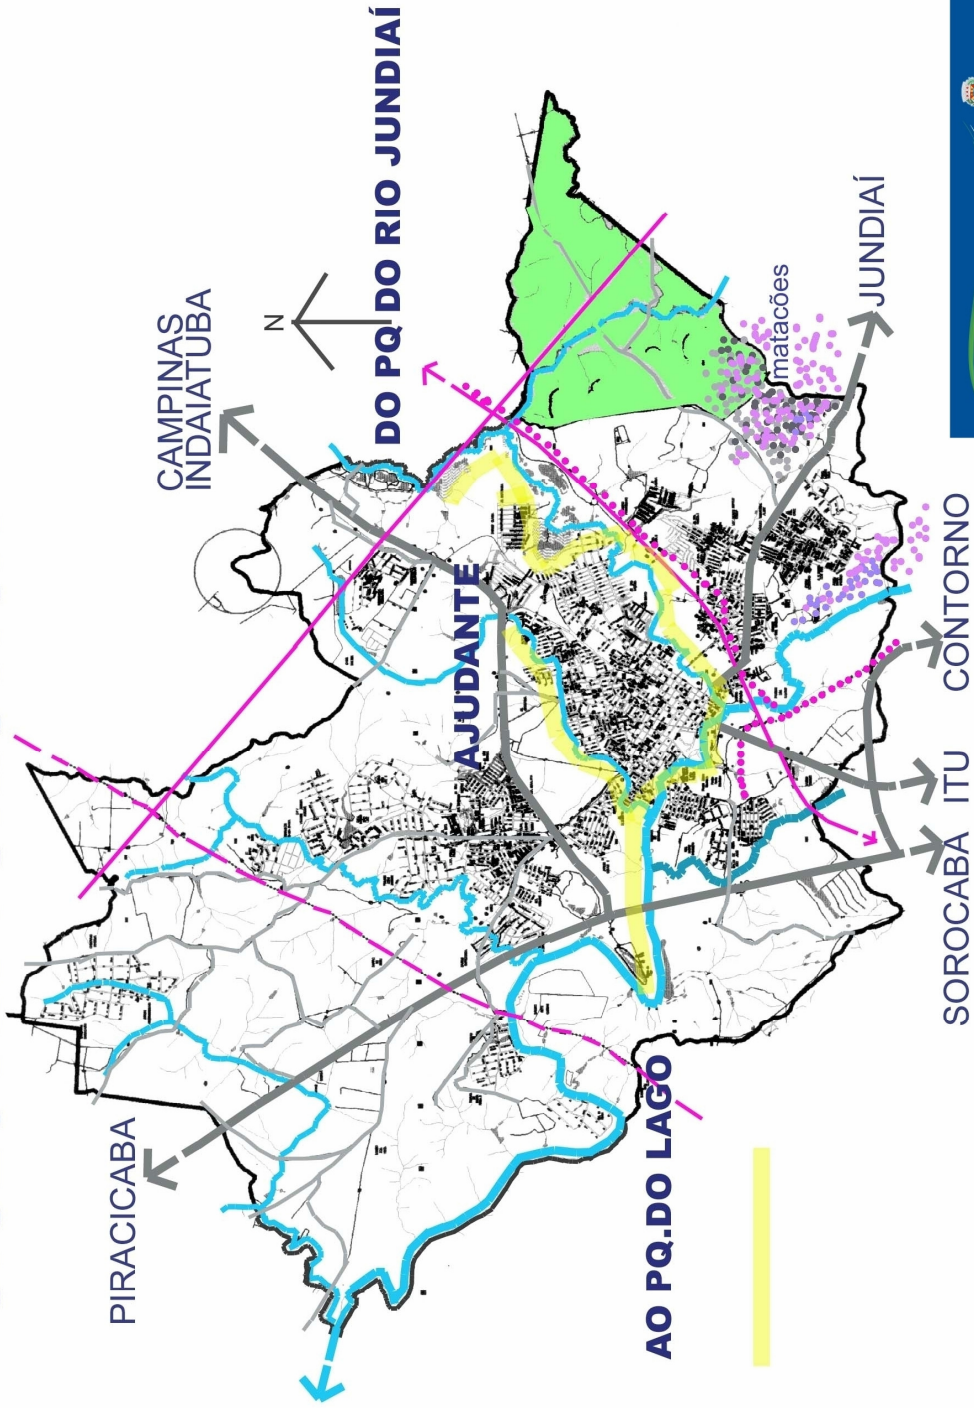 CAMPINAS
INDAIATUBA
N
DO PQ.DO RIO JUNDIAÍ
PIRACICABA
AJUDANTE
matacões
JUNDIAÍ
AO PQ.DO LAGO
SOROCABA
ITU
CONTORNO